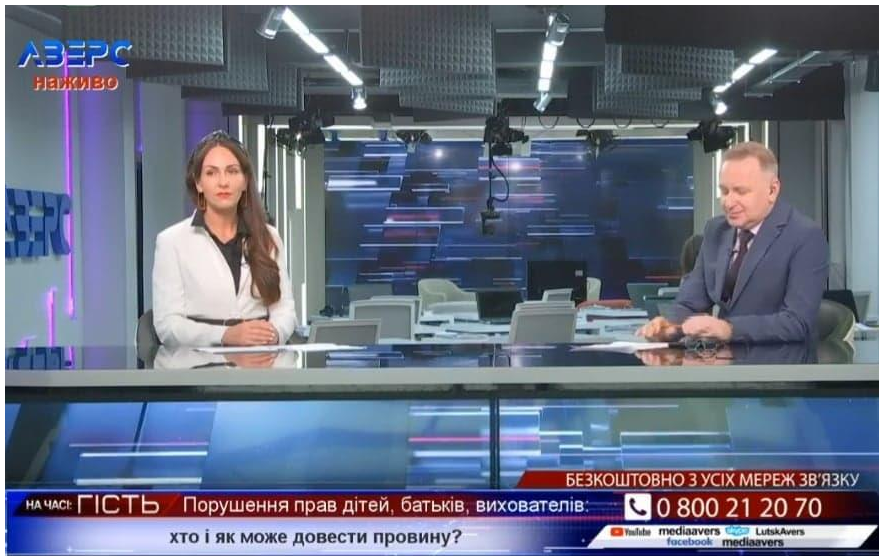 АВЕРС
наживо
АВЕРС
БЕЗКОШТОВНО З УСІХ МЕРЕЖ ЗВ'ЯЗКУ
НА ЧАСІ: ГІСТЬ Порушення прав дітей, батьків, вихователів: 0 800 21 20 70
хто і як може довести провину?
YouTube mediaavers skype LutskAvers
facebook mediaavers